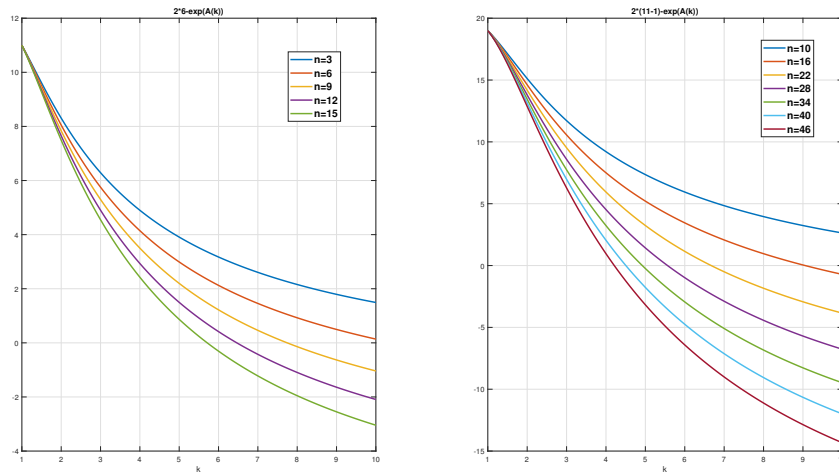 2*6-exp(A(k))
12
10
8
6
4
2
0
-2
-4
1 2 3 4 5 6 7 8 9 10
k
n=3
n=6
n=9
n=12
n=15
2*(11-1)-exp(A(k))
20
15
10
5
0
-5
-10
-15
1 2 3 4 5 6 7 8 9
k
n=10
n=16
n=22
n=28
n=34
n=40
n=46